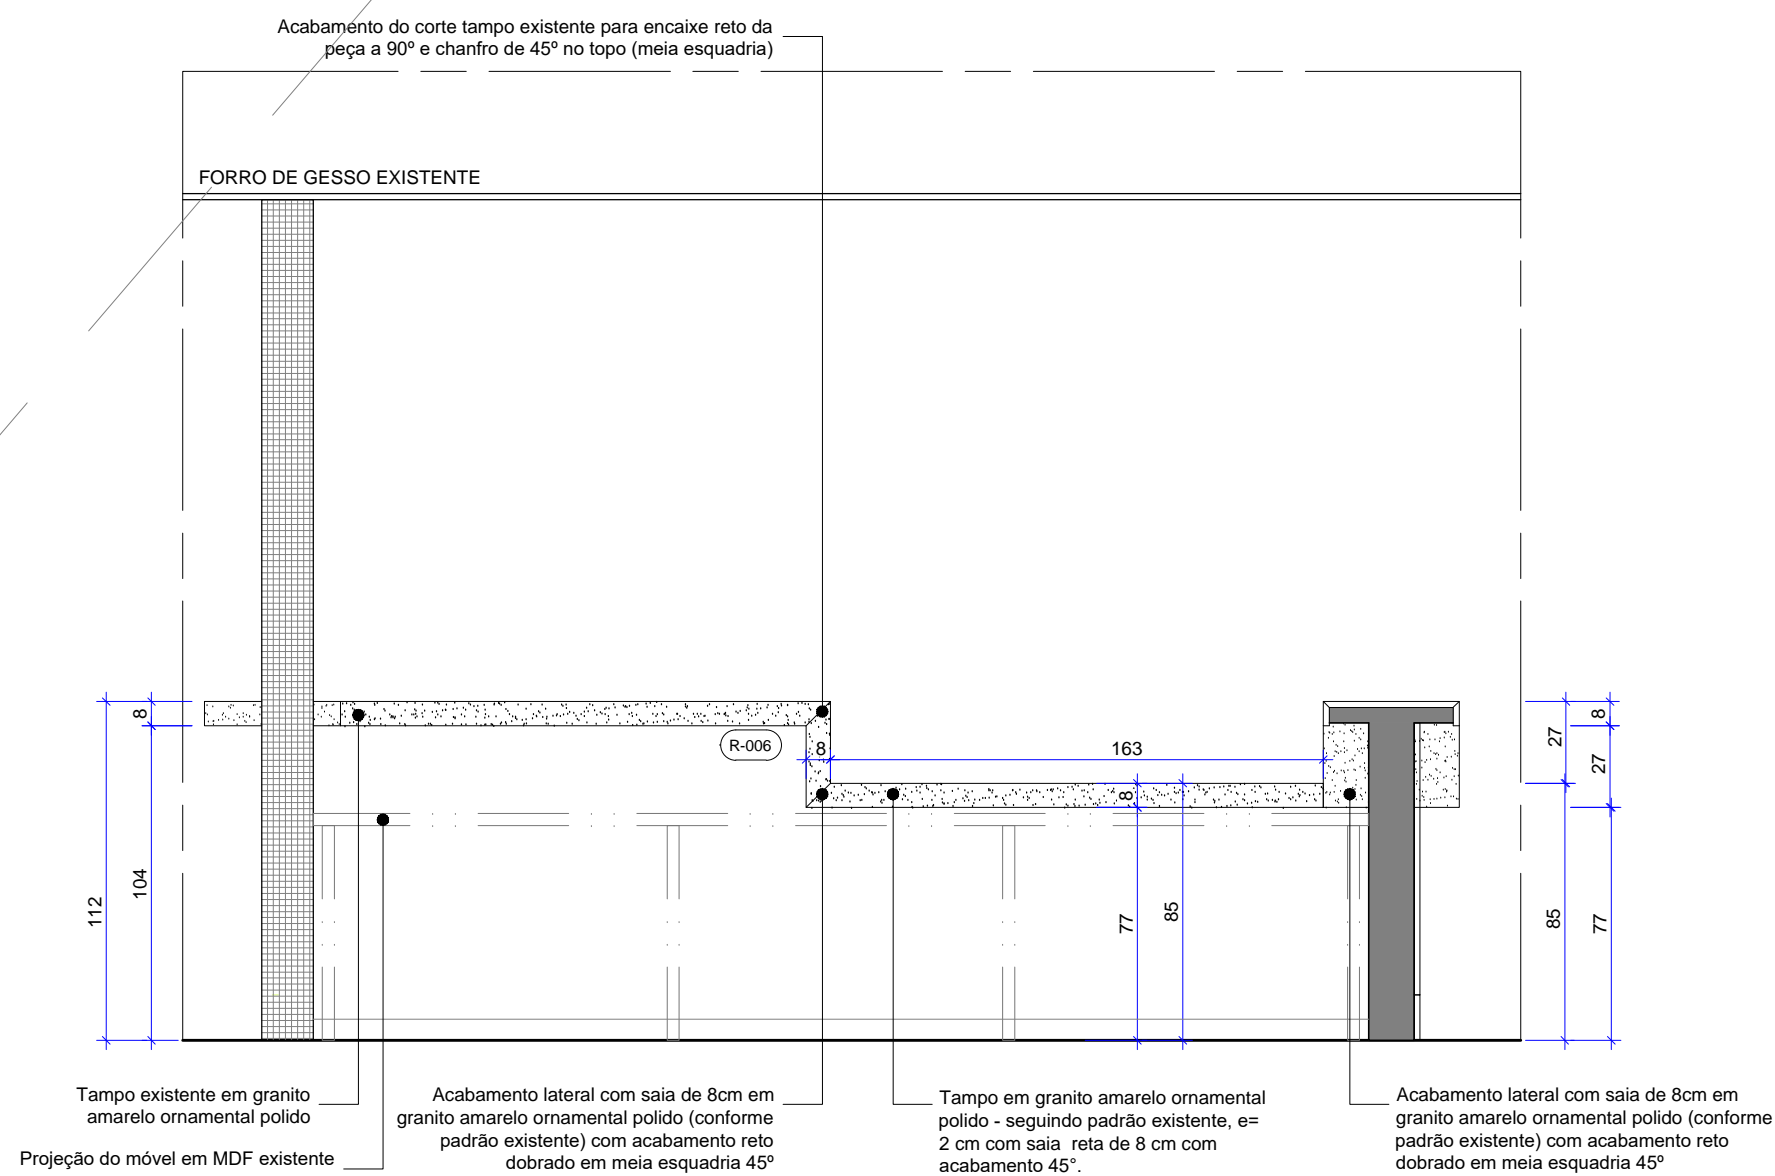 Acabamento do corte tampo existente para encaixe reto da
peça a 90º e chanfro de 45º no topo (meia esquadria)
FORRO DE GESSO EXISTENTE
8
104
112
R-006
8
163
8
77
85
27
8
27
85
77
Tampo existente em granito
amarelo ornamental polido
Projeção do móvel em MDF existente
Acabamento lateral com saia de 8cm em
granito amarelo ornamental polido (conforme
padrão existente) com acabamento reto
dobrado em meia esquadria 45º
Tampo em granito amarelo ornamental
polido - seguindo padrão existente, e=
2 cm com saia  reta de 8 cm com
acabamento 45°.
Acabamento lateral com saia de 8cm em
granito amarelo ornamental polido (conforme
padrão existente) com acabamento reto
dobrado em meia esquadria 45º